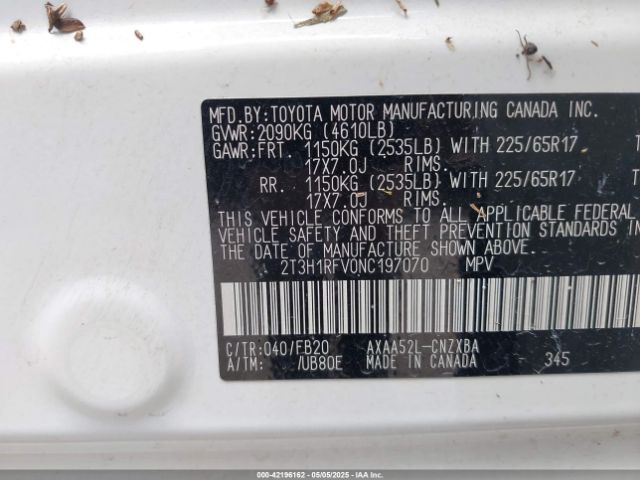 MFD.BY:TOYOTA MOTOR MANUFACTURING CANADA INC.
GVWR:2090KG (4610LB)
GAWR:FRT. 1150KG (2535LB) WITH 225/65R17 T
17X7.0J RIMS.
RR. 1150KG (2535LB) WITH 225/65R17 T
17X7.0J RIMS.
THIS VEHICLE CONFORMS TO ALL APPLICABLE FEDERAL
VEHICLE SAFETY AND THEFT PREVENTION STANDARDS IN
THE DATE OF MANUFACTURE SHOWN ABOVE.
2T3H1RFV0NC197070 MPV
C/TR:040/FB20 AXAA52L-CNZXBA 345
A/TM: /UB80E MADE IN CANADA
000-42196162 - 05/05/2025 - IAA Inc.